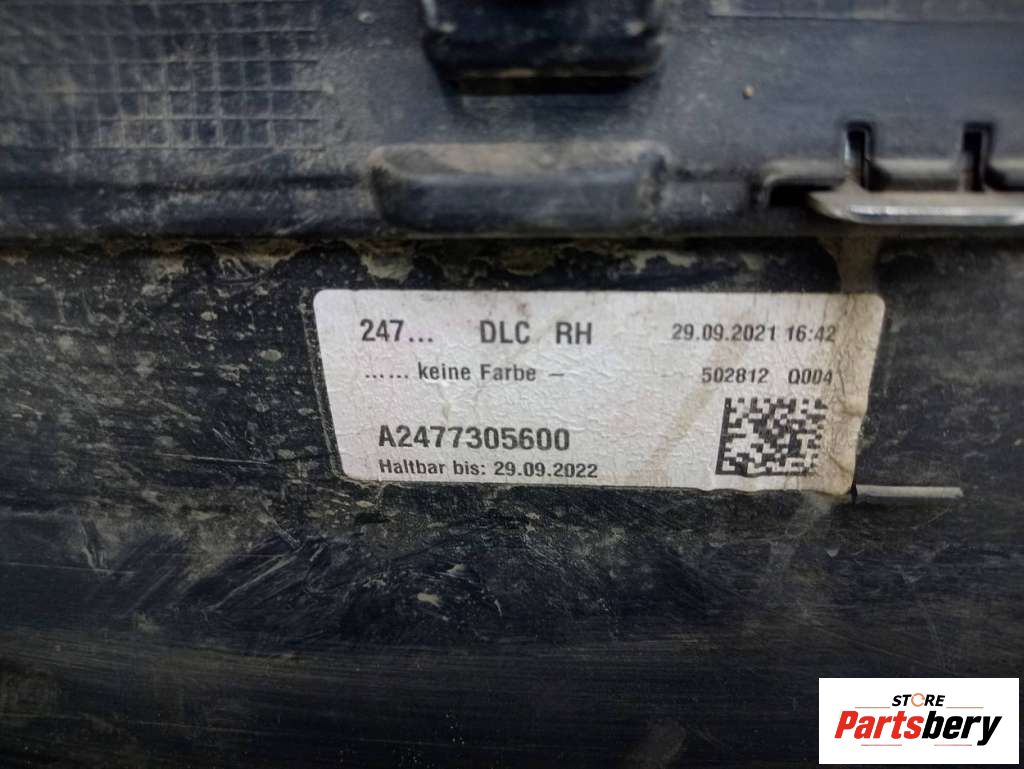 247... DLC RH 29.09.2021 16:42
...... keine Farbe – 502812 Q004
A2477305600
Haltbar bis: 29.09.2022
STORE
Partsbery